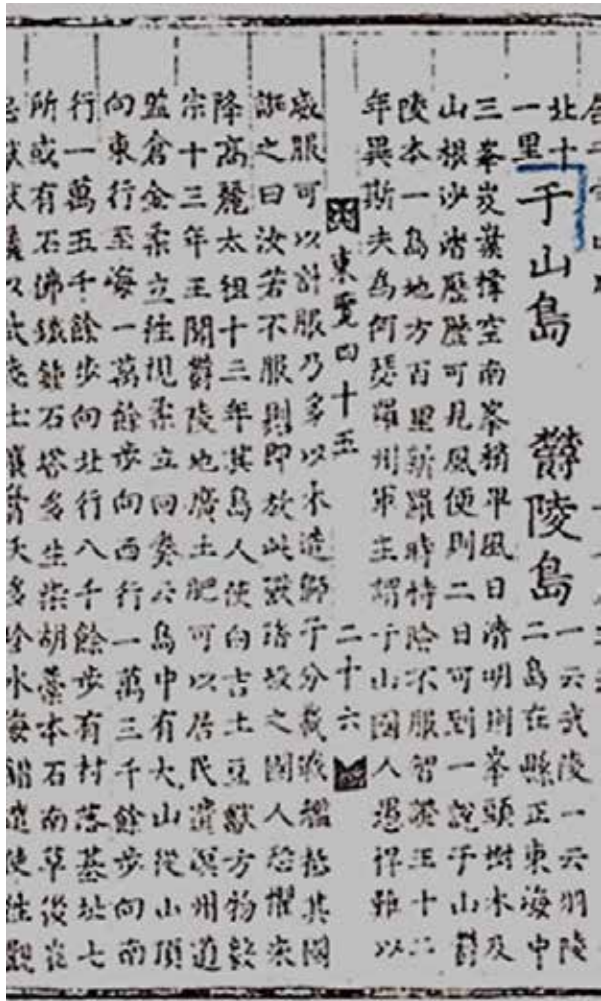 北十
一里
于山島 鬱陵島
一云武陵一云羽陵
二島在縣正東海中
三峯岌嶪撑空南峯稍卑風日清明則峯頭樹木及
山根沙渚歷歷可見風便則二日可到一說于山鬱
陵本一島地方百里新羅時恃險不服智證王十二
年異斯夫為何瑟羅州軍主謂于山國人愚悍難以
東覽四十五 二十六
威服可以計服乃多以木造獅子分載戰艦抵其國
誑之曰汝若不服則即放此獸踏殺之國人恐懼來
降高麗太祖十三年其島人使白吉土豆獻方物毅
宗十三年王聞鬱陵地廣土肥可以居民遣溟州道
監倉金柔立往視柔立回奏云島中有大山從山頂
向東行至海一萬餘步向西行一萬三千餘步向南
行一萬五千餘步向北行八千餘步有村落基址七
所或有石佛鐵鍾石塔多生柴胡藁本石南草後崔